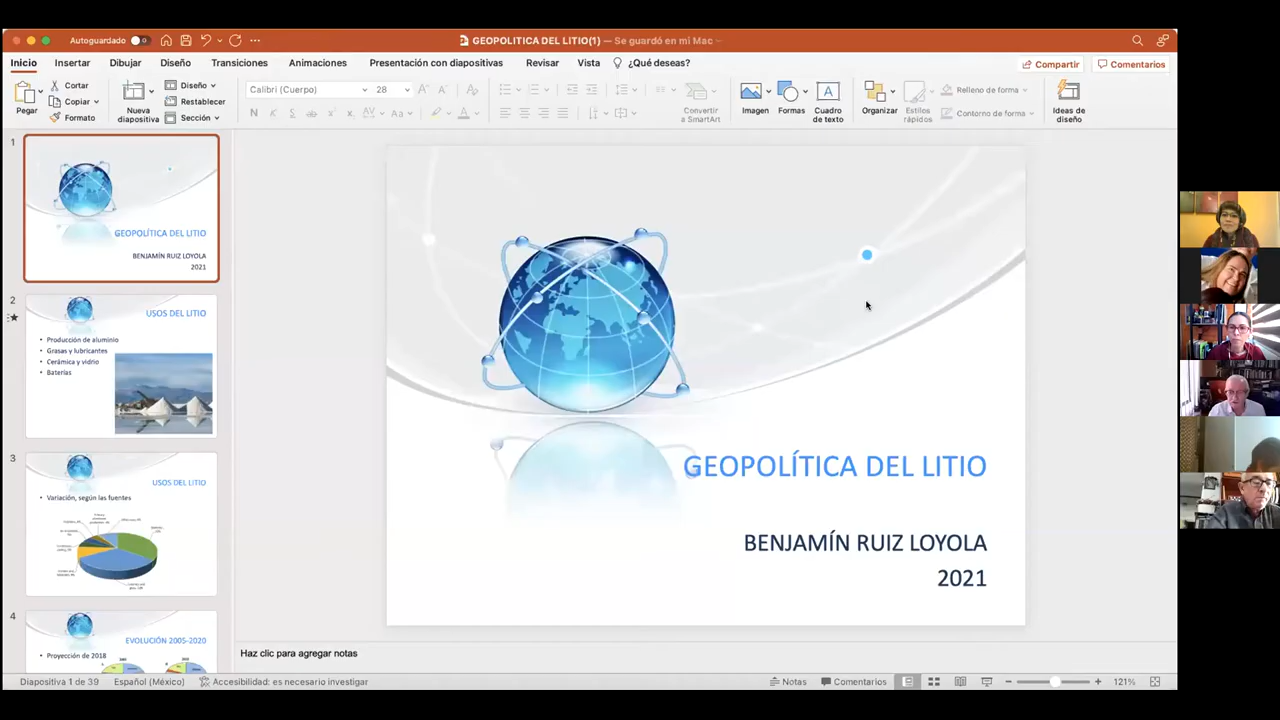 Autoguardado
GEOPOLITICA DEL LITIO(1) — Se guardó en mi Mac
Inicio Insertar Dibujar Diseño Transiciones Animaciones Presentación con diapositivas Revisar Vista ¿Qué deseas? Compartir Comentarios
Pegar
Cortar
Copiar
Formato
Nueva diapositiva
Diseño
Restablecer
Sección
Calibri (Cuerpo) 28
Convertir a SmartArt
Imagen
Formas
Cuadro de texto
Organizar
Estilos rápidos
Relleno de forma
Contorno de forma
Ideas de diseño
1
GEOPOLÍTICA DEL LITIO
BENJAMÍN RUIZ LOYOLA
2021
2
USOS DEL LITIO
• Producción de aluminio
• Grasas y lubricantes
• Cerámica y vidrio
• Baterías
3
USOS DEL LITIO
• Variación, según las fuentes
4
EVOLUCIÓN 2005-2020
• Proyección de 2018
GEOPOLÍTICA DEL LITIO
BENJAMÍN RUIZ LOYOLA
2021
Haz clic para agregar notas
Diapositiva 1 de 39 Español (México) Accesibilidad: es necesario investigar Notas Comentarios 121%